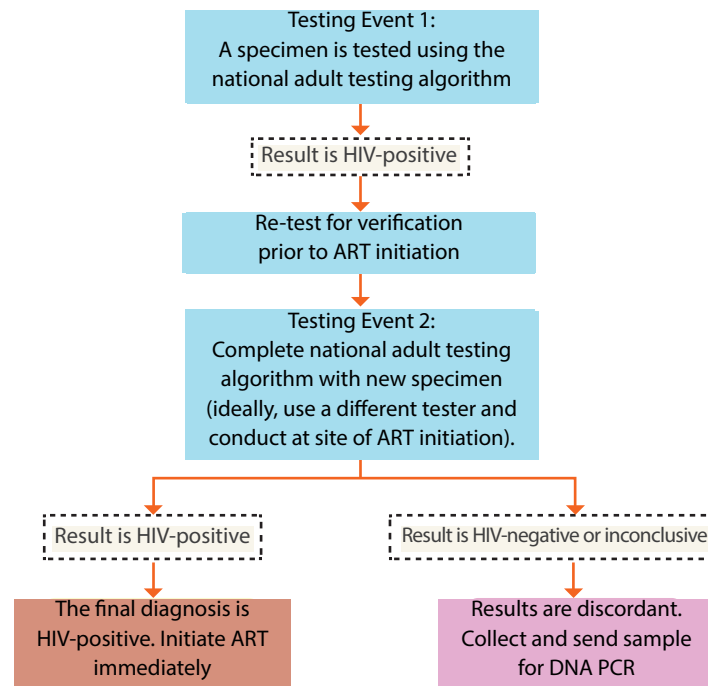 Testing Event 1:
A specimen is tested using the
national adult testing algorithm
Result is HIV-positive
Re-test for verification
prior to ART initiation
Testing Event 2:
Complete national adult testing
algorithm with new specimen
(ideally, use a different tester and
conduct at site of ART initiation).
Result is HIV-positive
Result is HIV-negative or inconclusive
The final diagnosis is
HIV-positive. Initiate ART
immediately
Results are discordant.
Collect and send sample
for DNA PCR